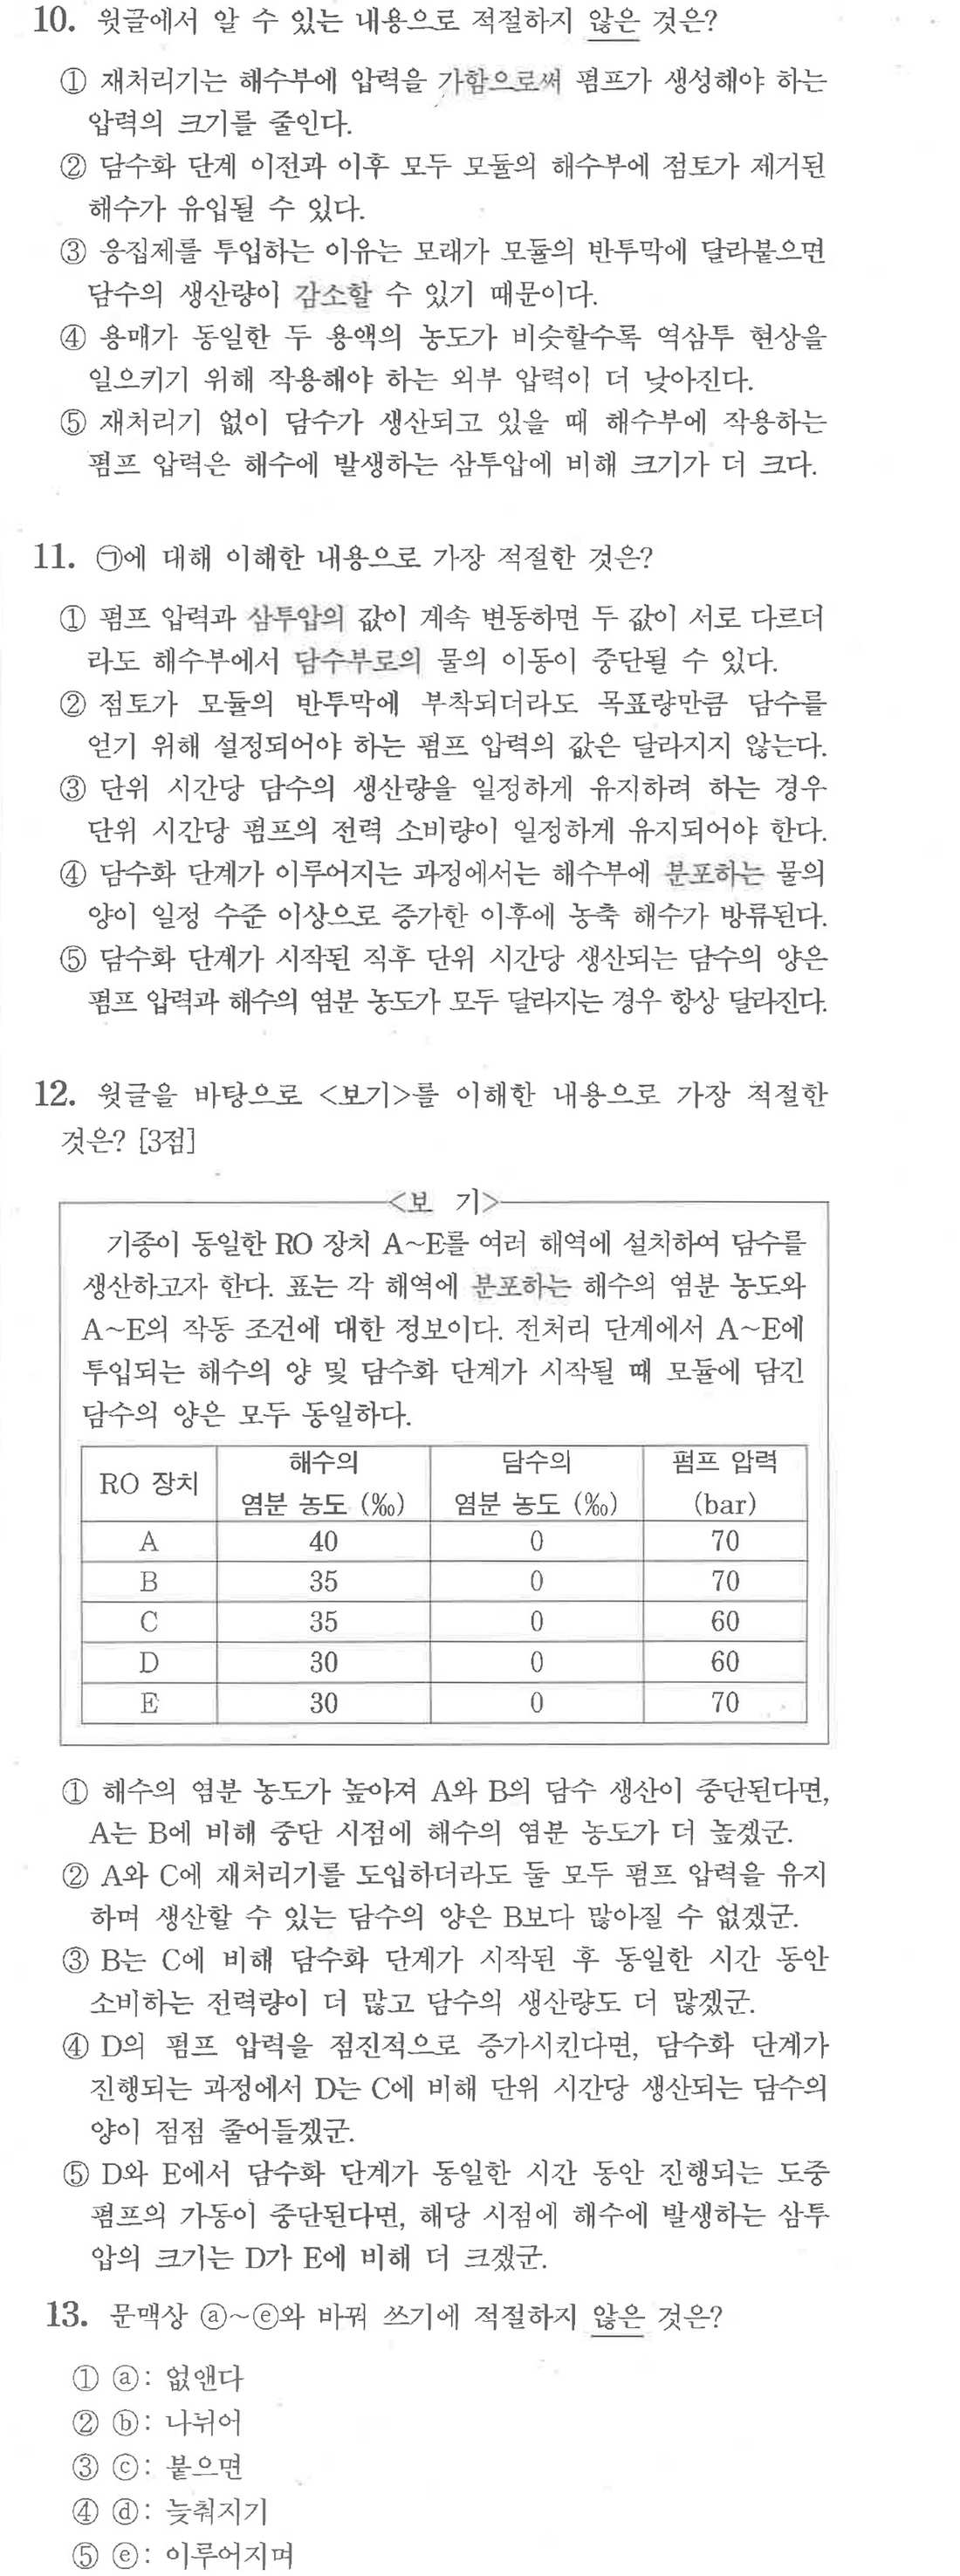 10. 윗글에서 알 수 있는 내용으로 적절하지 않은 것은?
① 재처리기는 해수부에 압력을 가함으로써 펌프가 생성해야 하는
압력의 크기를 줄인다.
② 담수화 단계 이전과 이후 모두 모듈의 해수부에 점토가 제거된
해수가 유입될 수 있다.
③ 응집제를 투입하는 이유는 모래가 모듈의 반투막에 달라붙으면
담수의 생산량이 감소할 수 있기 때문이다.
④ 용매가 동일한 두 용액의 농도가 비슷할수록 역삼투 현상을
일으키기 위해 작용해야 하는 외부 압력이 더 낮아진다.
⑤ 재처리기 없이 담수가 생산되고 있을 때 해수부에 작용하는
펌프 압력은 해수에 발생하는 삼투압에 비해 크기가 더 크다.
11. ㉠에 대해 이해한 내용으로 가장 적절한 것은?
① 펌프 압력과 삼투압의 값이 계속 변동하면 두 값이 서로 다르더
라도 해수부에서 담수부로의 물의 이동이 중단될 수 있다.
② 점토가 모듈의 반투막에 부착되더라도 목표량만큼 담수를
얻기 위해 설정되어야 하는 펌프 압력의 값은 달라지지 않는다.
③ 단위 시간당 담수의 생산량을 일정하게 유지하려 하는 경우
단위 시간당 펌프의 전력 소비량이 일정하게 유지되어야 한다.
④ 담수화 단계가 이루어지는 과정에서는 해수부에 분포하는 물의
양이 일정 수준 이상으로 증가한 이후에 농축 해수가 방류된다.
⑤ 담수화 단계가 시작된 직후 단위 시간당 생산되는 담수의 양은
펌프 압력과 해수의 염분 농도가 모두 달라지는 경우 항상 달라진다.
12. 윗글을 바탕으로 <보기>를 이해한 내용으로 가장 적절한
것은? [3점]
<보 기>
기종이 동일한 RO 장치 A~E를 여러 해역에 설치하여 담수를
생산하고자 한다. 표는 각 해역에 분포하는 해수의 염분 농도와
A~E의 작동 조건에 대한 정보이다. 전처리 단계에서 A~E에
투입되는 해수의 양 및 담수화 단계가 시작될 때 모듈에 담긴
담수의 양은 모두 동일하다.
RO 장치 해수의 염분 농도 (‰) 담수의 염분 농도 (‰) 펌프 압력 (bar)
A 40 0 70
B 35 0 70
C 35 0 60
D 30 0 60
E 30 0 70
① 해수의 염분 농도가 높아져 A와 B의 담수 생산이 중단된다면,
A는 B에 비해 중단 시점에 해수의 염분 농도가 더 높겠군.
② A와 C에 재처리기를 도입하더라도 둘 모두 펌프 압력을 유지
하며 생산할 수 있는 담수의 양은 B보다 많아질 수 없겠군.
③ B는 C에 비해 담수화 단계가 시작된 후 동일한 시간 동안
소비하는 전력량이 더 많고 담수의 생산량도 더 많겠군.
④ D의 펌프 압력을 점진적으로 증가시킨다면, 담수화 단계가
진행되는 과정에서 D는 C에 비해 단위 시간당 생산되는 담수의
양이 점점 줄어들겠군.
⑤ D와 E에서 담수화 단계가 동일한 시간 동안 진행되는 도중
펌프의 가동이 중단된다면, 해당 시점에 해수에 발생하는 삼투
압의 크기는 D가 E에 비해 더 크겠군.
13. 문맥상 ⓐ~ⓔ와 바꿔 쓰기에 적절하지 않은 것은?
① ⓐ: 없앤다
② ⓑ: 나뉘어
③ ⓒ: 붙으면
④ ⓓ: 늦춰지기
⑤ ⓔ: 이루어지며